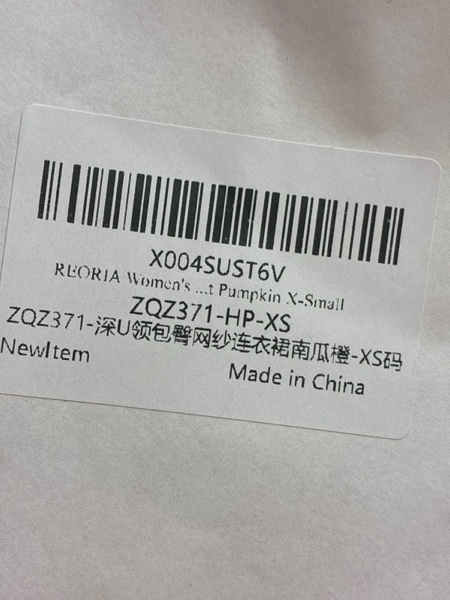 X004SUST6V
REORIA Women's ...t Pumpkin X-Small
ZQZ371-HP-XS
ZQZ371-深U领包臀网纱连衣裙南瓜橙-XS码
NewItem
Made in China